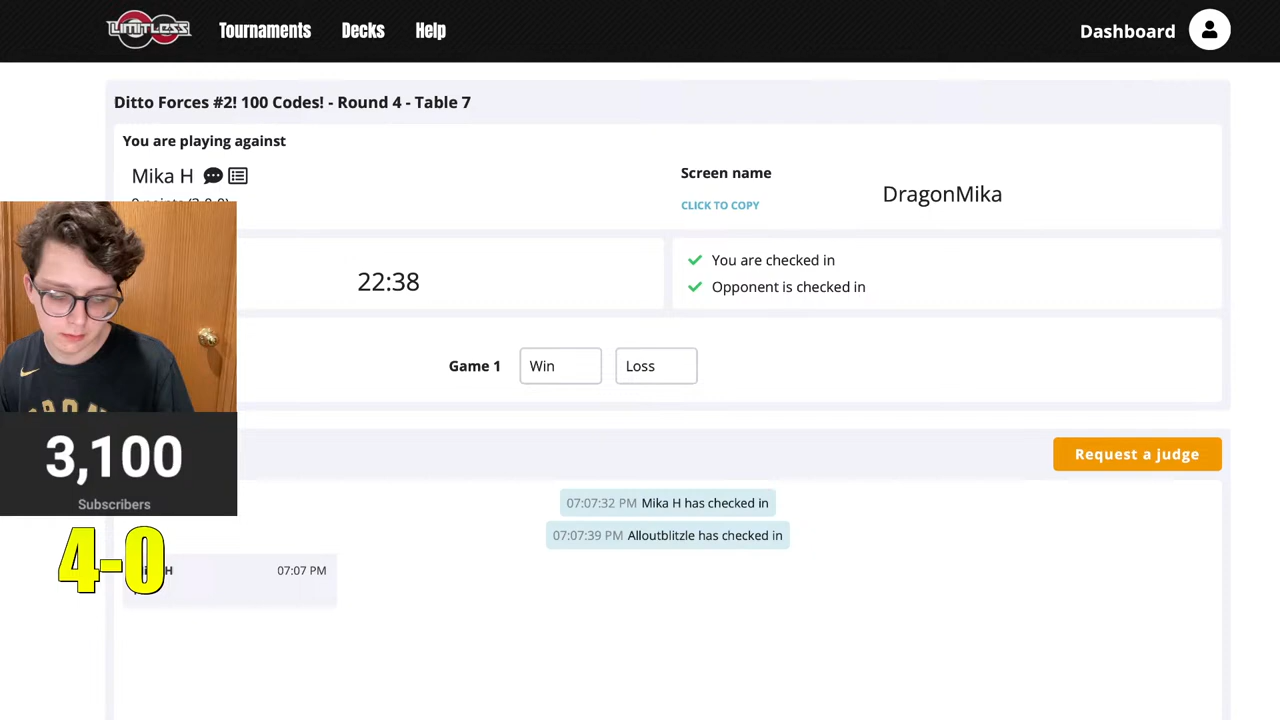 LIMITLESS
Tournaments
Decks
Help
Dashboard
Ditto Forces #2! 100 Codes! - Round 4 - Table 7
You are playing against
Mika H
Screen name
CLICK TO COPY
DragonMika
22:38
You are checked in
Opponent is checked in
Game 1
Win
Loss
3,100
Subscribers
4-0
Request a judge
07:07:32 PM Mika H has checked in
07:07:39 PM Alloutblitzle has checked in
H
07:07 PM